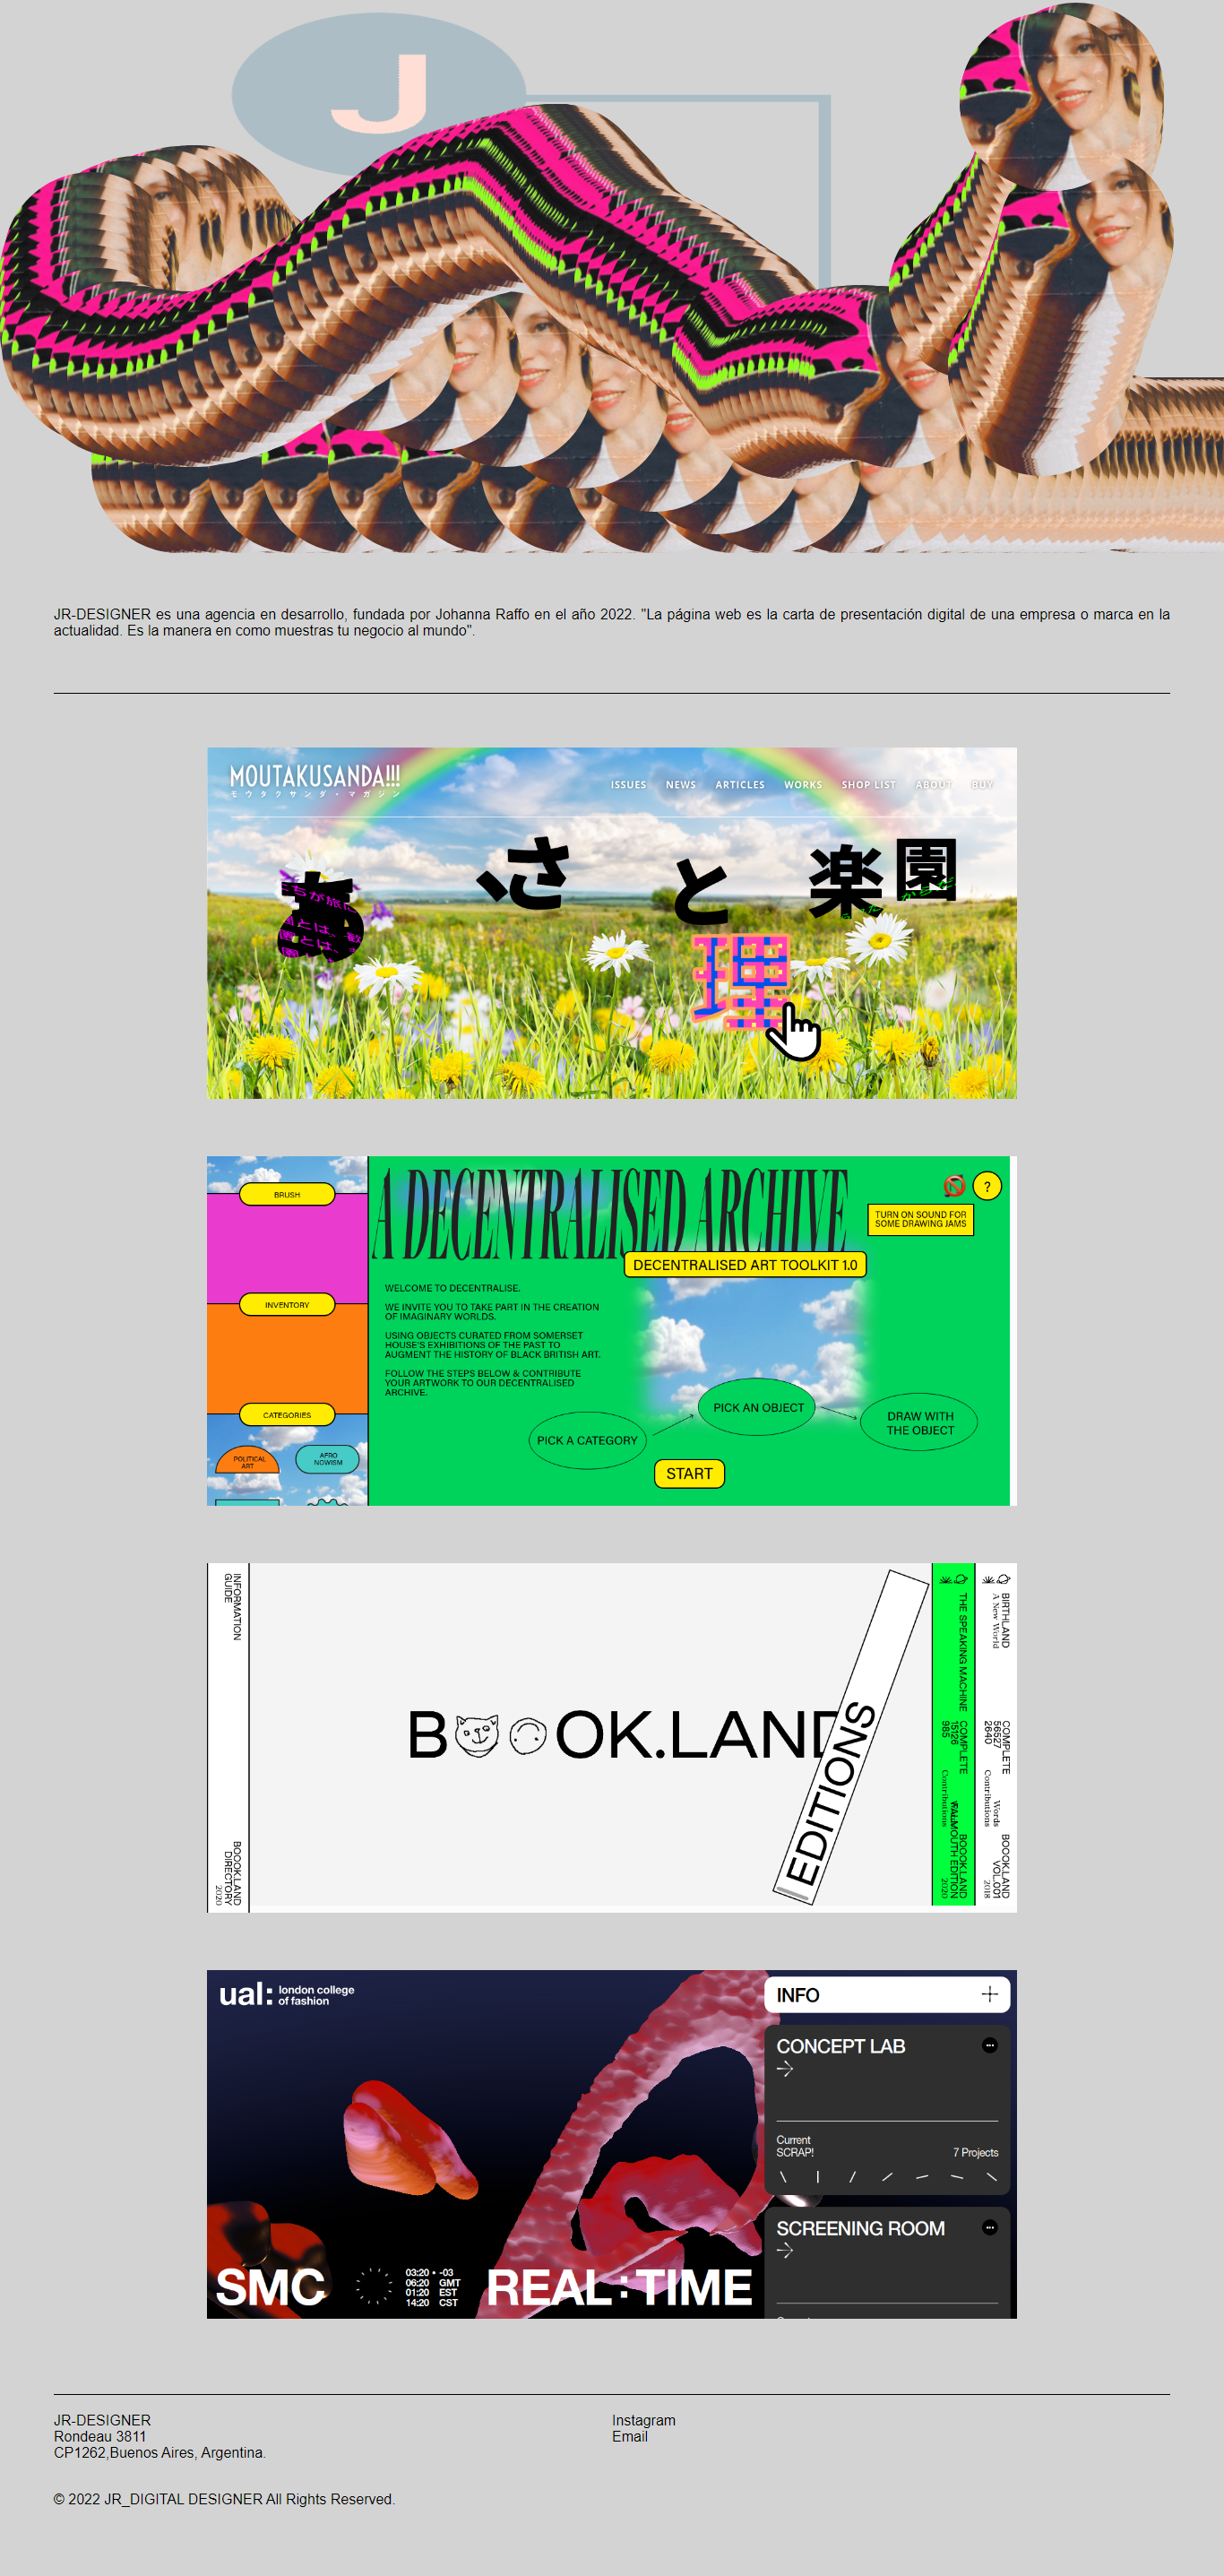 J
JR-DESIGNER es una agencia en desarrollo, fundada por Johanna Raffo en el año 2022. "La página web es la carta de presentación digital de una empresa o marca en la
actualidad. Es la manera en como muestras tu negocio al mundo".
MOUTAKUSANDA!!!
モウタクサンダ・マガジン
ISSUES NEWS ARTICLES WORKS SHOP LIST ABOUT BUY
さ と 楽 園
理
BRUSH
INVENTORY
CATEGORIES
POLITICAL
ART
AFRO
NOWISM
A DECENTRALISED ARCHIVE
?
TURN ON SOUND FOR
SOME DRAWING JAMS
DECENTRALISED ART TOOLKIT 1.0
WELCOME TO DECENTRALISE.
WE INVITE YOU TO TAKE PART IN THE CREATION
OF IMAGINARY WORLDS.
USING OBJECTS CURATED FROM SOMERSET
HOUSE'S EXHIBITIONS OF THE PAST TO
AUGMENT THE HISTORY OF BLACK BRITISH ART.
FOLLOW THE STEPS BELOW & CONTRIBUTE
YOUR ARTWORK TO OUR DECENTRALISED
ARCHIVE.
PICK A CATEGORY
PICK AN OBJECT
DRAW WITH
THE OBJECT
START
INFORMATION
GUIDE
BOOOK.LAND
DIRECTORY
2020
B OK.LAND
EDITIONS
THE SPEAKING MACHINE
COMPLETE
15126
985
Contributions
BOOOK.LAND
FALMOUTH EDITION
2020
BIRTHLAND
A New World
COMPLETE
56527
2640
Words
Contributions
BOOOK.LAND
VOL.001
2018
ual: london college
of fashion
INFO
CONCEPT LAB
Current
SCRAP! 7 Projects
SCREENING ROOM
SMC
03:20 • -03
06:20 GMT
01:20 EST
14:20 CST
REAL:TIME
JR-DESIGNER
Rondeau 3811
CP1262,Buenos Aires, Argentina.
Instagram
Email
© 2022 JR_DIGITAL DESIGNER All Rights Reserved.